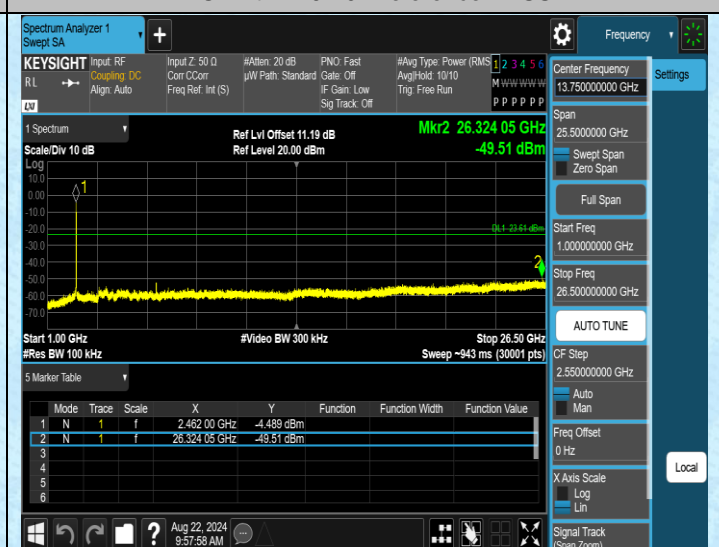 Spectrum Analyzer 1
Swept SA
Frequency
KEYSIGHT
RL
LXI
Input: RF
Coupling: DC
Align: Auto
Input Z: 50 Ω
Corr CCorr
Freq Ref: Int (S)
#Atten: 20 dB
µW Path: Standard
PNO: Fast
Gate: Off
IF Gain: Low
Sig Track: Off
#Avg Type: Power (RMS
Avg|Hold: 10/10
Trig: Free Run
1 2 3 4 5 6
M W W W W W
P P P P P P
1 Spectrum
Scale/Div 10 dB
Log
Ref Lvl Offset 11.19 dB
Ref Level 20.00 dBm
Mkr2 26.324 05 GHz
-49.51 dBm
10.0
0.00
-10.0
-20.0
-30.0
-40.0
-50.0
-60.0
-70.0
1
DL1 -23.61 dBm
2
Start 1.00 GHz
#Res BW 100 kHz
#Video BW 300 kHz
Stop 26.50 GHz
Sweep ~943 ms (30001 pts)
5 Marker Table
Mode Trace Scale X Y Function Function Width Function Value
1 N 1 f 2.462 00 GHz -4.489 dBm
2 N 1 f 26.324 05 GHz -49.51 dBm
3
4
5
6
Aug 22, 2024
9:57:58 AM
Center Frequency
13.750000000 GHz
Settings
Span
25.5000000 GHz
Swept Span
Zero Span
Full Span
Start Freq
1.000000000 GHz
Stop Freq
26.500000000 GHz
AUTO TUNE
CF Step
2.550000000 GHz
Auto
Man
Freq Offset
0 Hz
X Axis Scale
Log
Lin
Local
Signal Track
(Span Zoom)